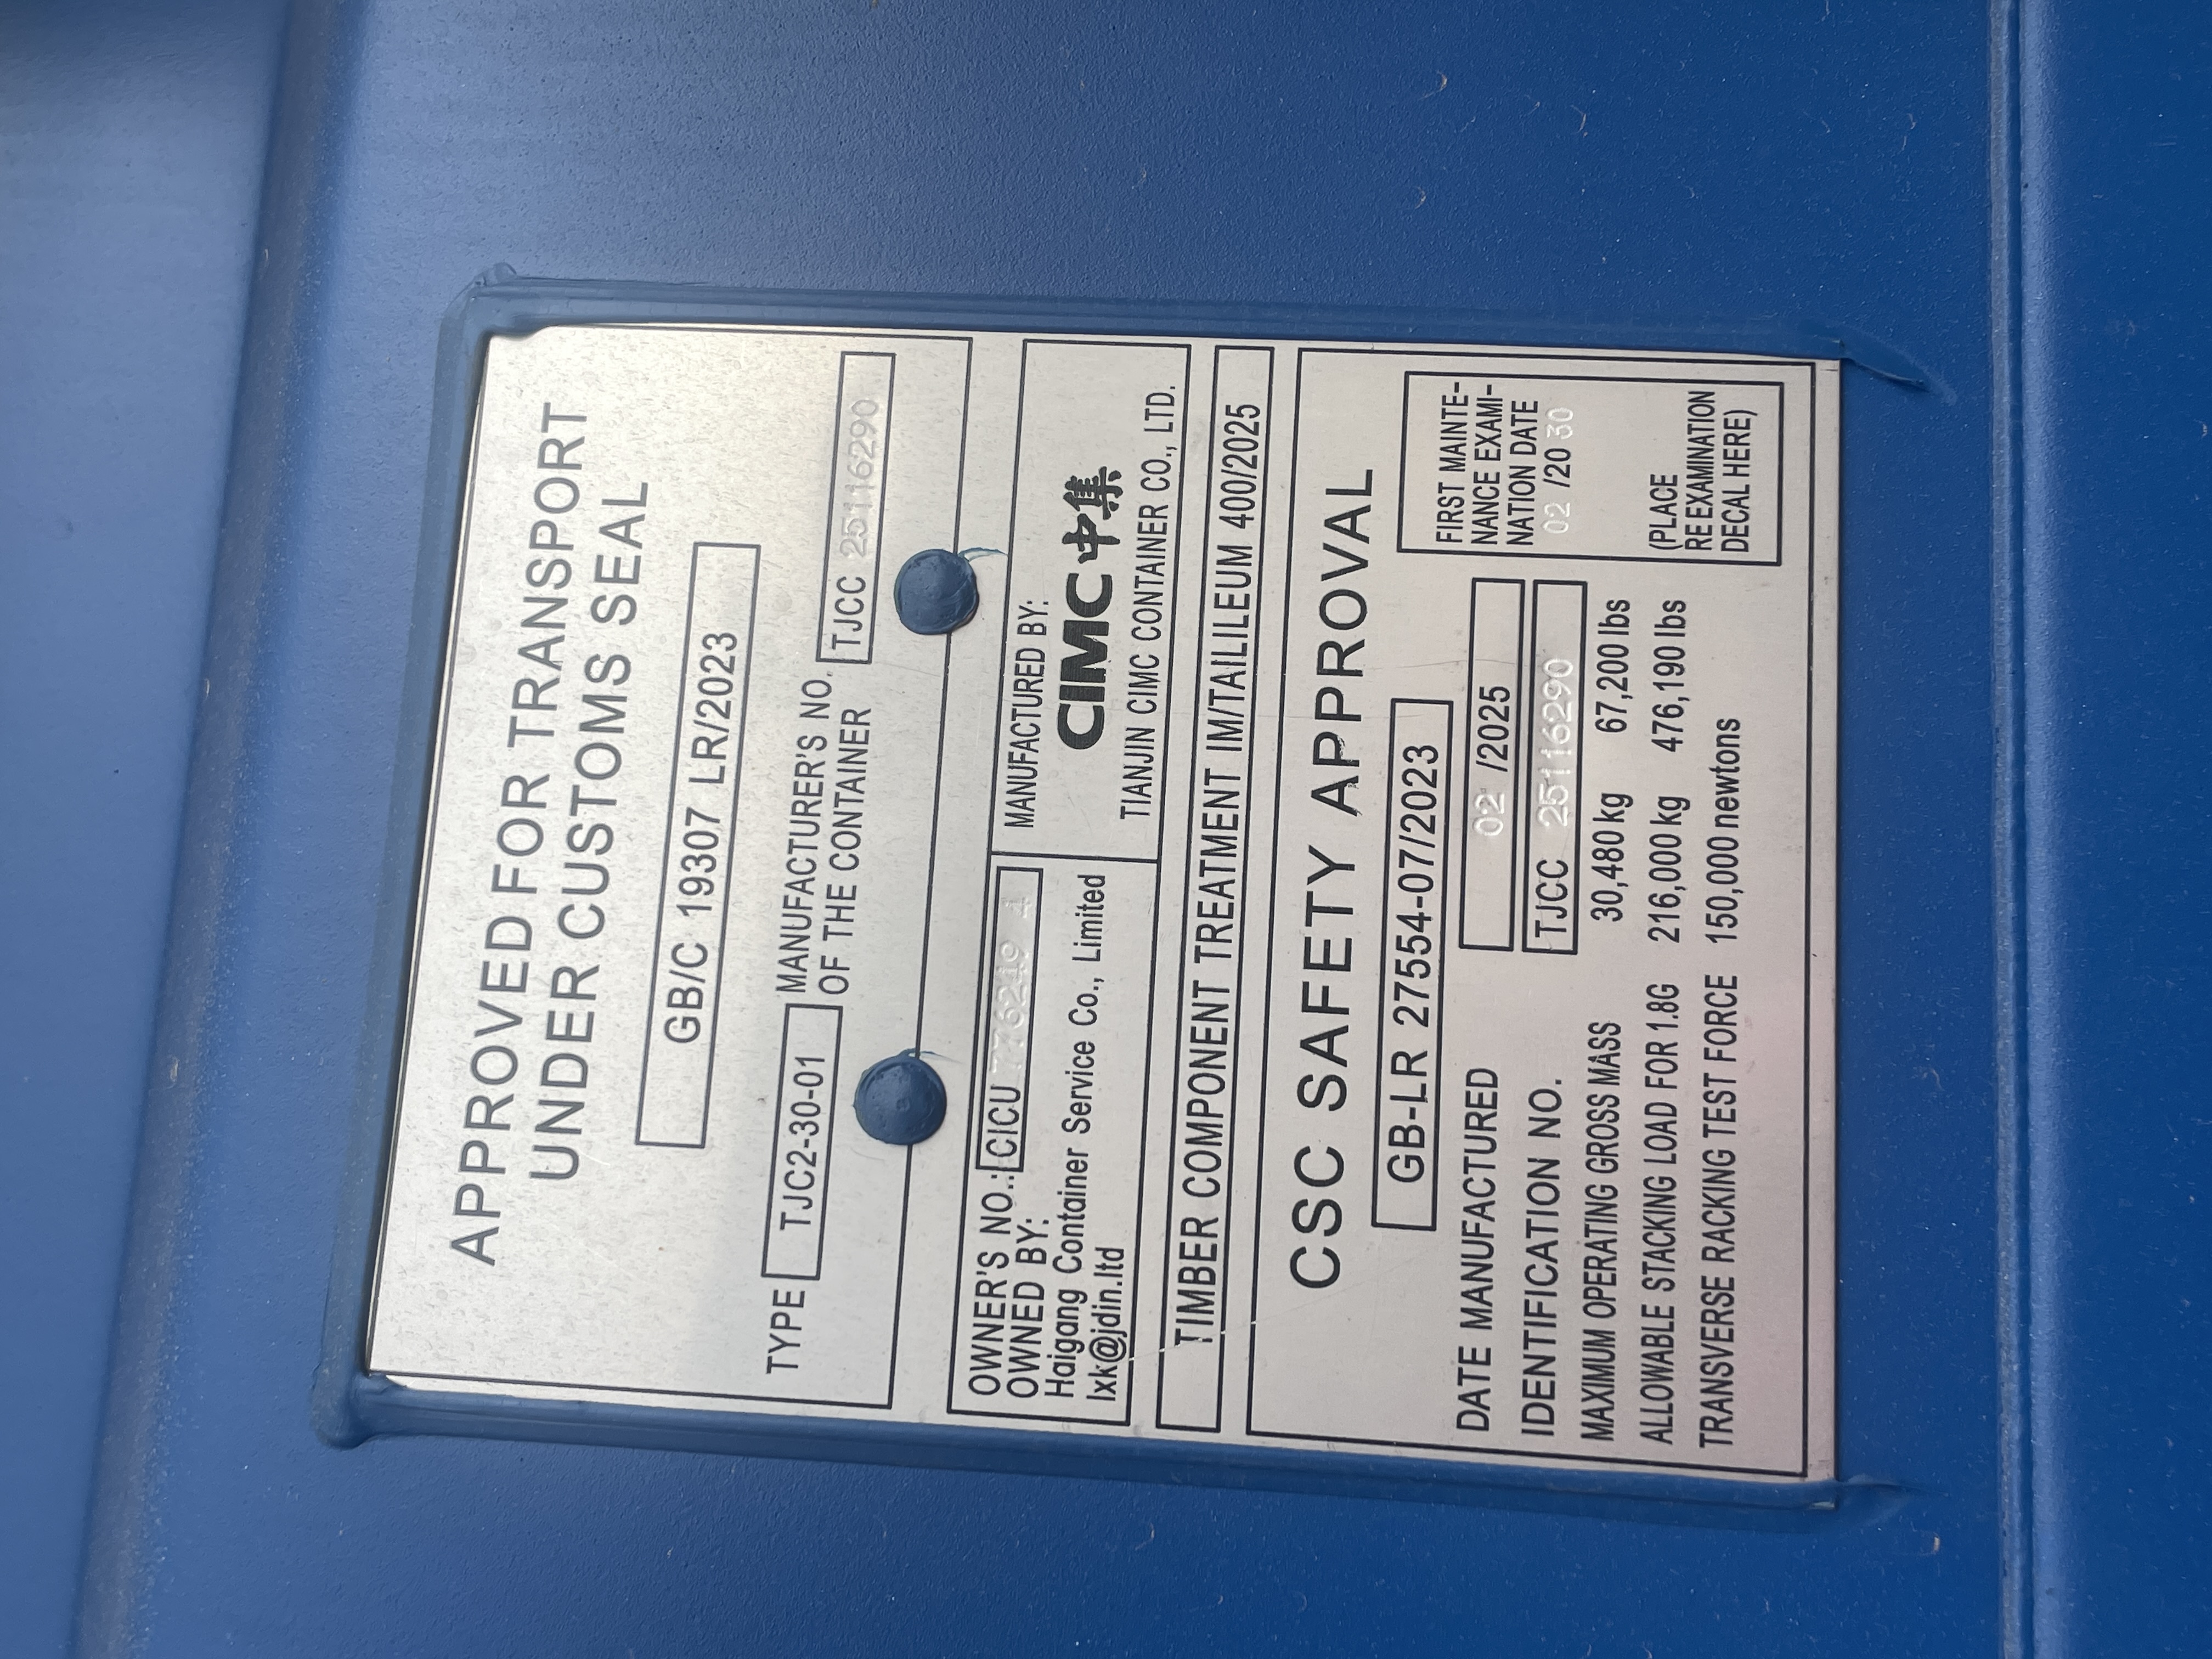 APPROVED FOR TRANSPORT
UNDER CUSTOMS SEAL
GB/C 19307 LR/2023
TYPE TJC2-30-01 MANUFACTURER'S NO.
OF THE CONTAINER TJCC 25116290
OWNER'S NO.: CICU
OWNED BY:
Haigang Container Service Co., Limited
lxk@jdin.ltd
MANUFACTURED BY:
CIMC 中集
TIANJIN CIMC CONTAINER CO., LTD.
TIMBER COMPONENT TREATMENT IM/TAILILEUM 400/2025
CSC SAFETY APPROVAL
GB-LR 27554-07/2023
DATE MANUFACTURED 02 /2025
IDENTIFICATION NO. TJCC 25116290
MAXIMUM OPERATING GROSS MASS 30,480 kg 67,200 lbs
ALLOWABLE STACKING LOAD FOR 1.8G 216,000 kg 476,190 lbs
TRANSVERSE RACKING TEST FORCE 150,000 newtons
FIRST MAINTE-
NANCE EXAMI-
NATION DATE
02 /20 30
(PLACE
RE EXAMINATION
DECAL HERE)